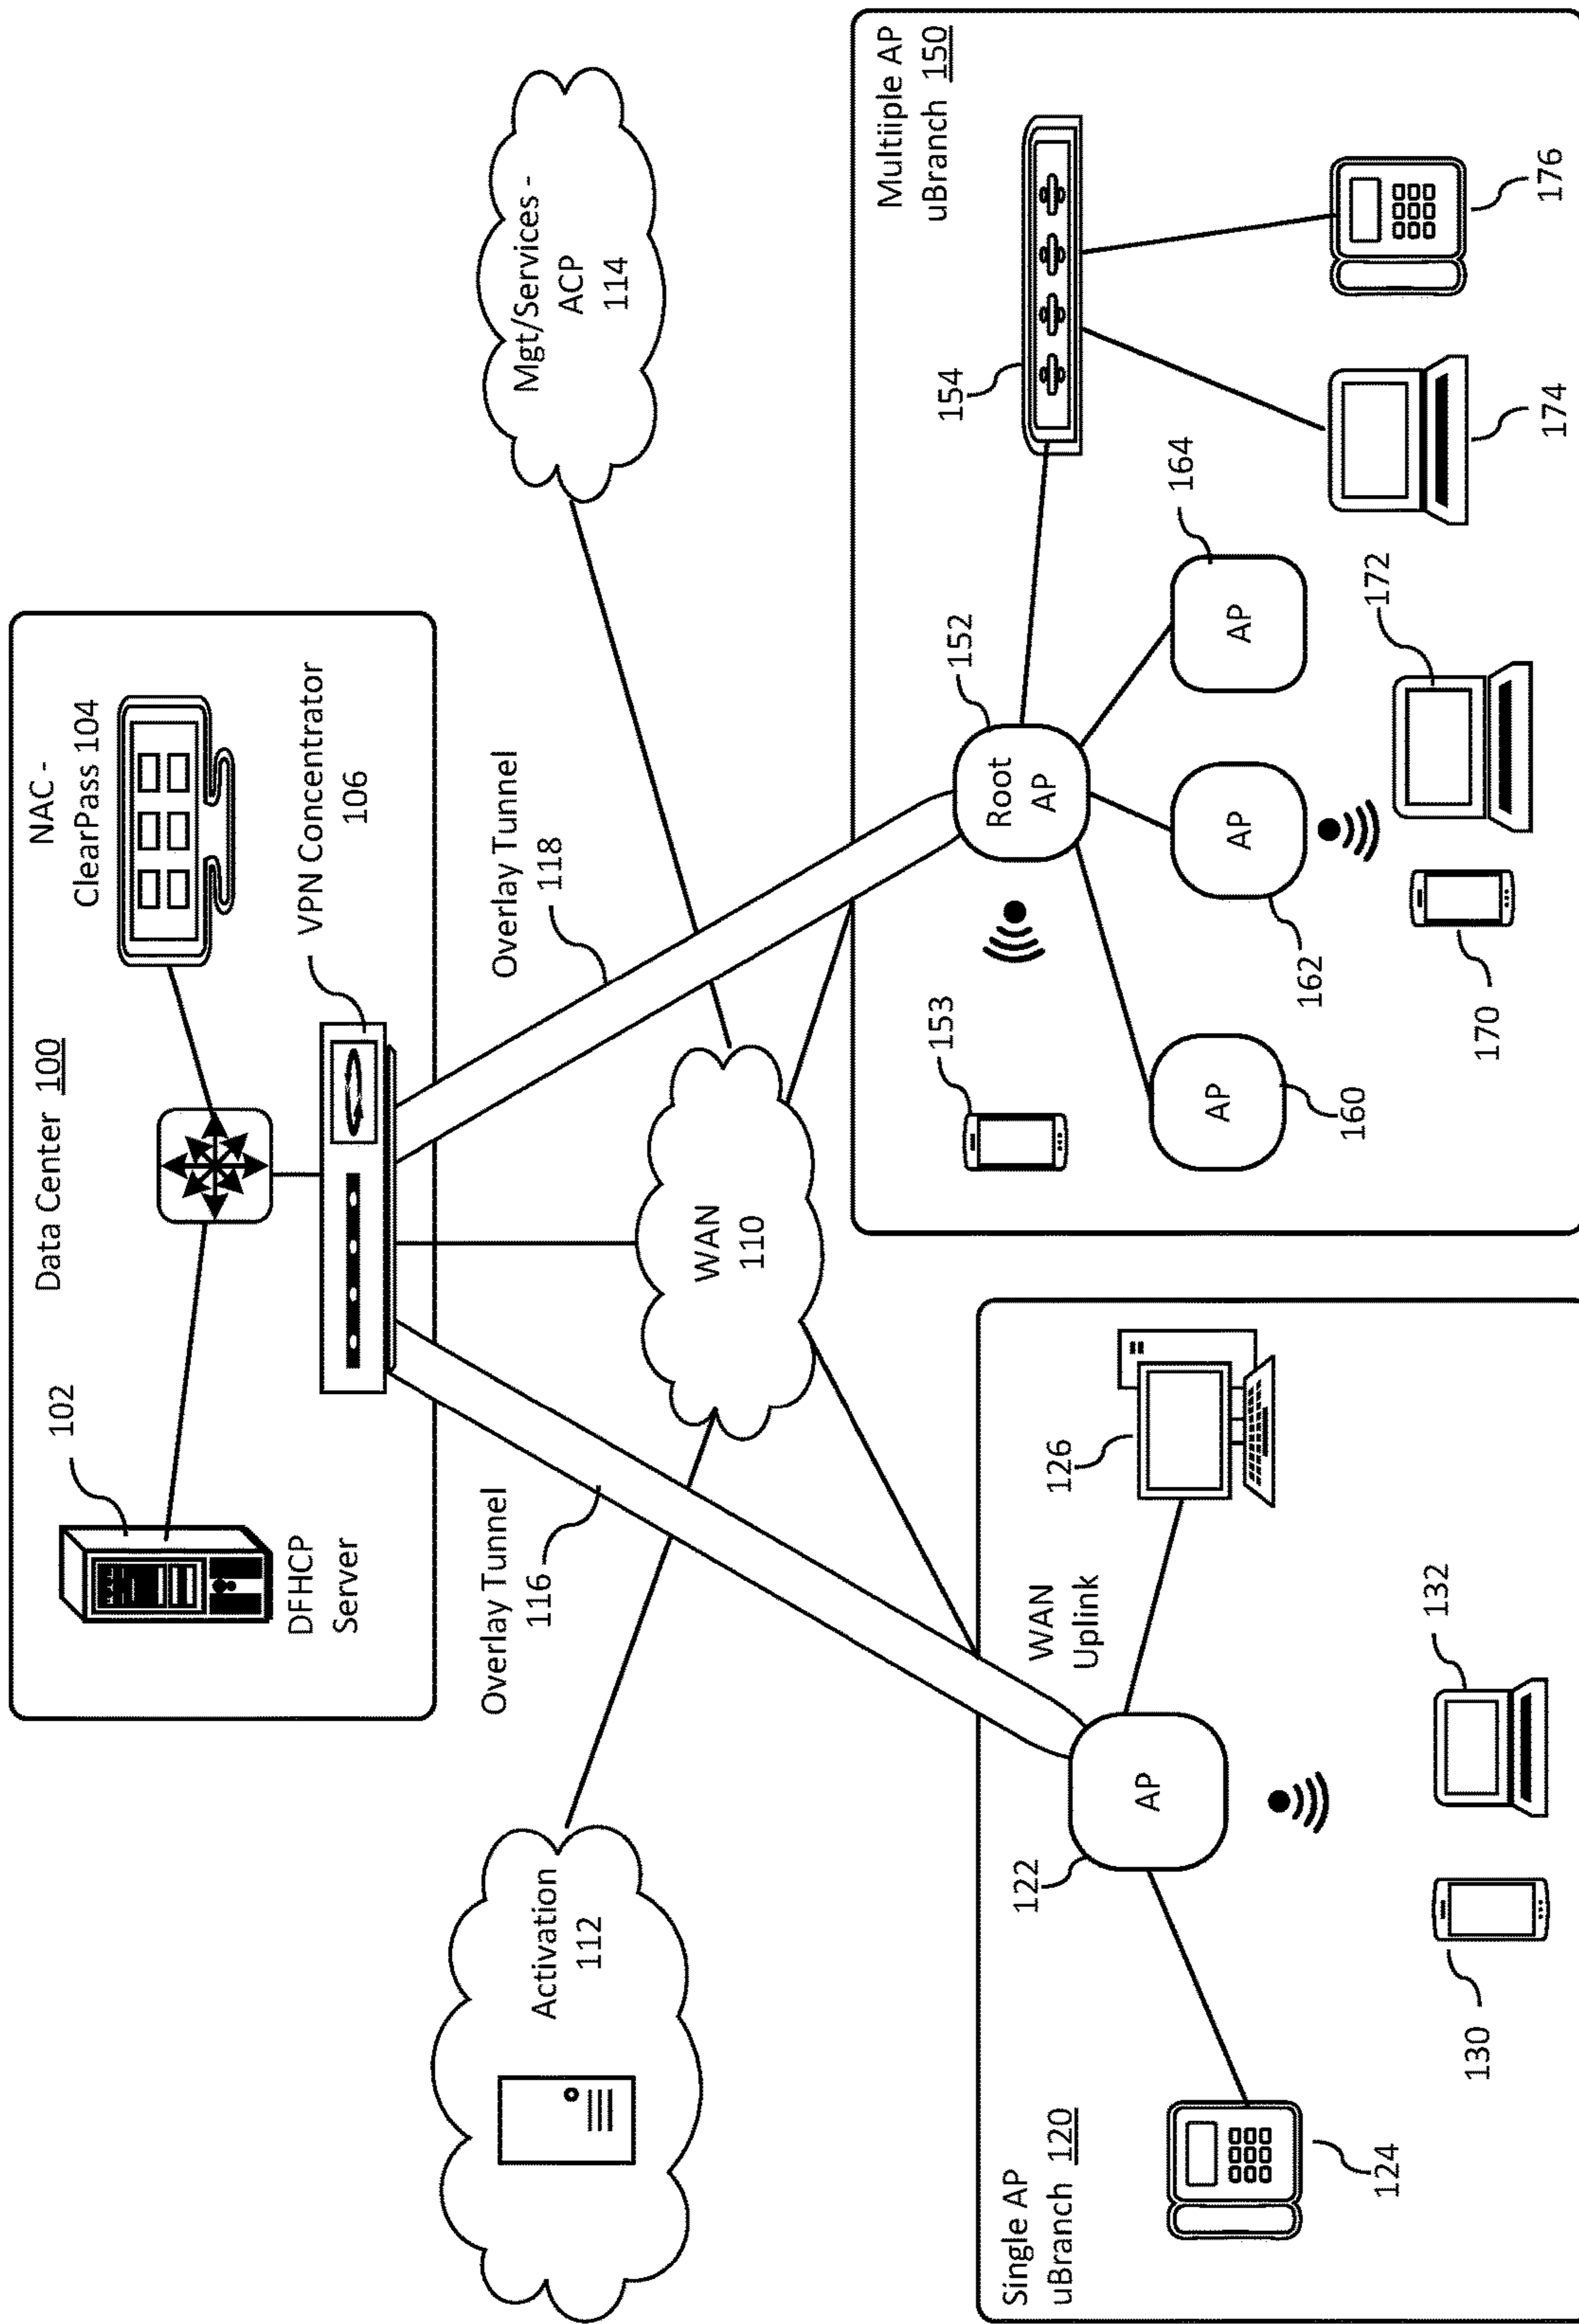 Data Center 100
NAC -
ClearPass 104
102
DFHCP
Server
VPN Concentrator
106
Activation
112
Overlay Tunnel
116
Overlay Tunnel
118
WAN
110
Mgt/Services -
ACP
114
Single AP
uBranch 120
WAN
Uplink
122
AP
124
126
130
132
Multiiple AP
uBranch 150
153
Root
AP
152
154
AP
160
AP
162
AP
164
170
172
174
176